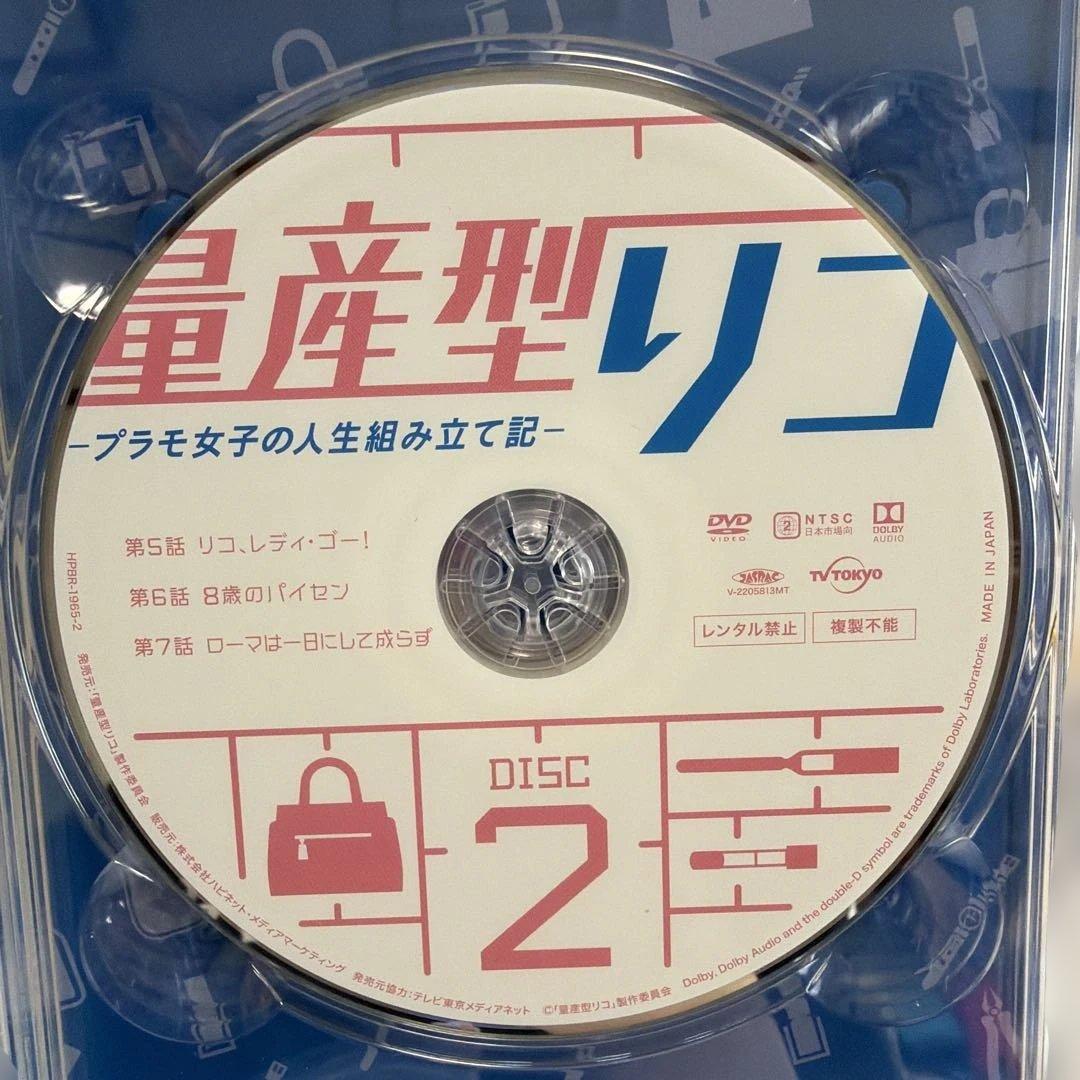 量産型リコ
−プラモ女子の人生組み立て記−
第5話 リコ、レディ・ゴー!
第6話 8歳のパイセン
第7話 ローマは一日にして成らず
DVD
VIDEO
2
NTSC
日本市場向
DOLBY
AUDIO
JASRAC
V-2205813MT
TV TOKYO
レンタル禁止
複製不能
DISC
2
HPBR-1965-2
発売元:「量産型リコ」製作委員会 販売元:株式会社ハピネット・メディアマーケティング 発売元協力:テレビ東京メディアネット ©「量産型リコ」製作委員会 Dolby, Dolby Audio and the double-D symbol are trademarks of Dolby Laboratories. MADE IN JAPAN